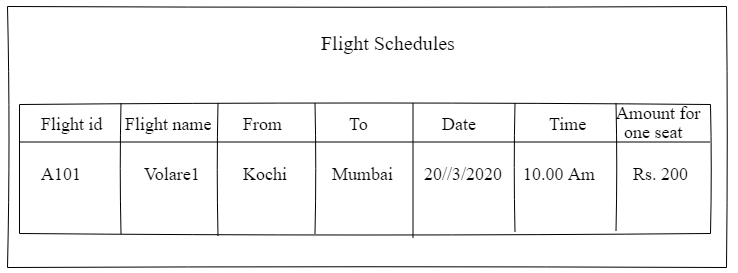 Flight Schedules
Flight id Flight name From To Date Time Amount for one seat
A101 Volare1 Kochi Mumbai 20//3/2020 10.00 Am Rs. 200